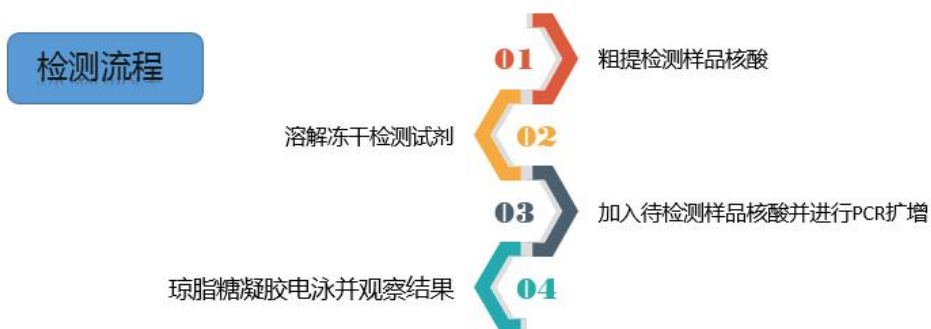 检测流程
01
粗提检测样品核酸
溶解冻干检测试剂
02
03
加入待检测样品核酸并进行PCR扩增
琼脂糖凝胶电泳并观察结果
04